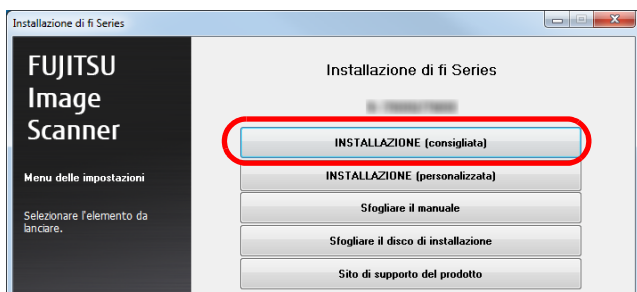 Installazione di fi Series
FUJITSU
Image
Scanner
Menu delle impostazioni
Selezionare l'elemento da
lanciare.
Installazione di fi Series
INSTALLAZIONE (consigliata)
INSTALLAZIONE (personalizzata)
Sfogliare il manuale
Sfogliare il disco di installazione
Sito di supporto del prodotto